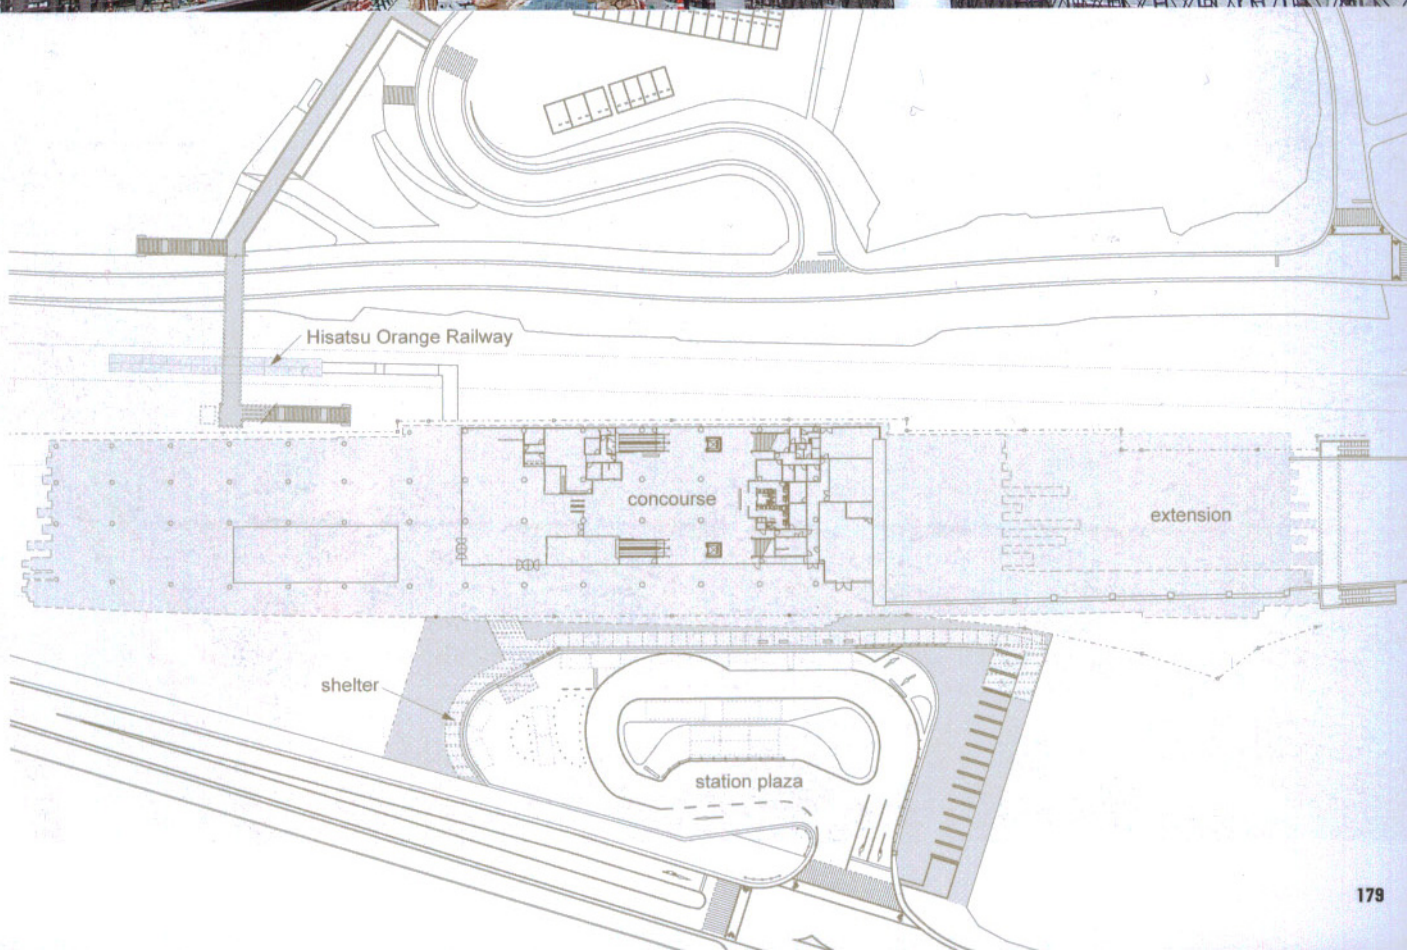 Hisatsu Orange Railway
concourse
extension
shelter
station plaza
179